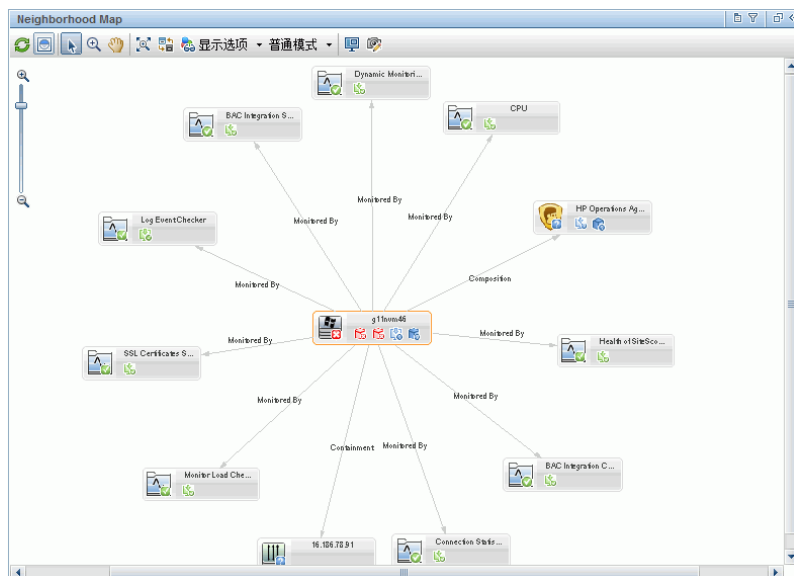 Neighborhood Map
显示选项
普通模式
Dynamic Monitori...
BAC Integration S...
CPU
Monitored By
Monitored By
Monitored By
Log EventChecker
HP Operations Ag...
Composition
Monitored By
g11nvm46
Monitored By
Monitored By
Health of SiteSco...
SSL Certificates S...
Monitored By
Monitored By
Containment
Monitored By
BAC Integration C...
Monitor Load Che...
16.186.78.91
Connection Statis...